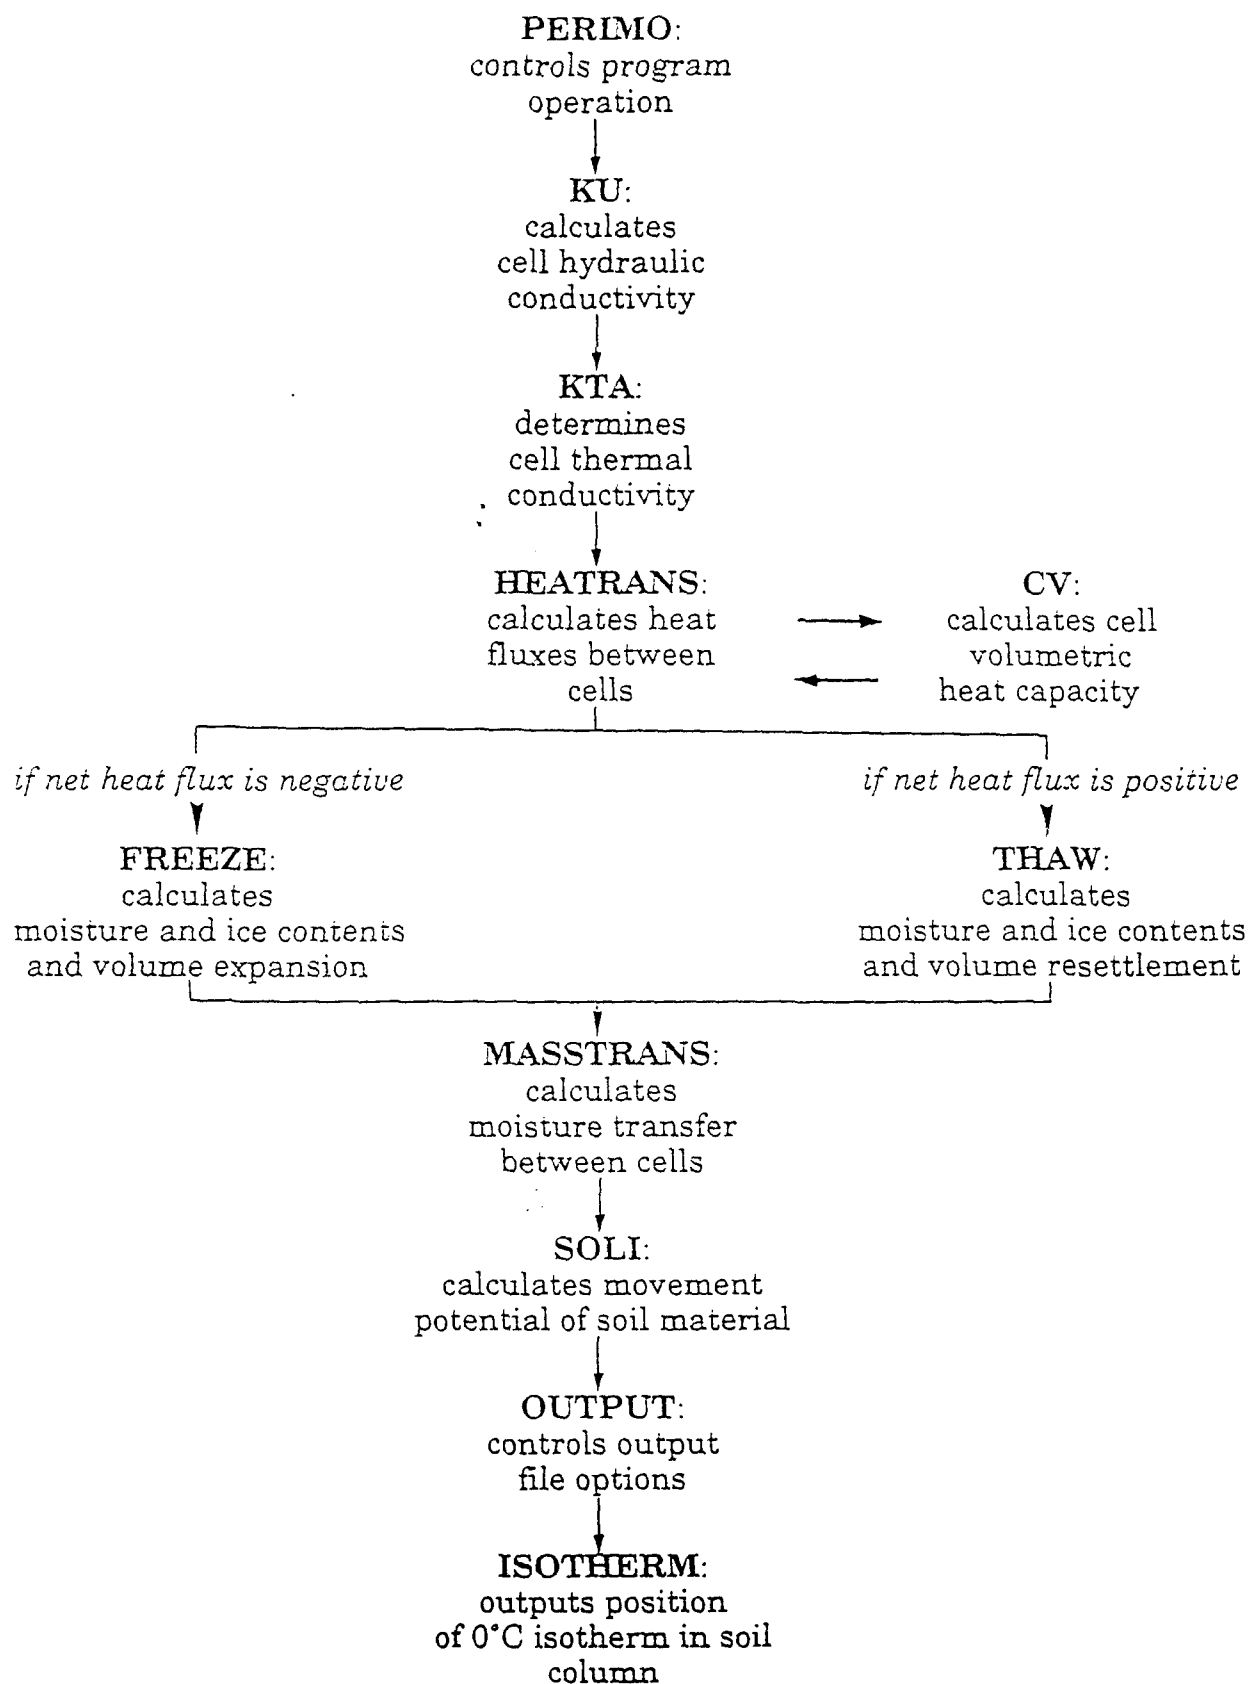 PERIMO:
controls program
operation
KU:
calculates
cell hydraulic
conductivity
KTA:
determines
cell thermal
conductivity
HEATRANS:
calculates heat
fluxes between
cells
CV:
calculates cell
volumetric
heat capacity
if net heat flux is negative
if net heat flux is positive
FREEZE:
calculates
moisture and ice contents
and volume expansion
THAW:
calculates
moisture and ice contents
and volume resettlement
MASSTRANS:
calculates
moisture transfer
between cells
SOLI:
calculates movement
potential of soil material
OUTPUT:
controls output
file options
ISOTHERM:
outputs position
of 0°C isotherm in soil
column